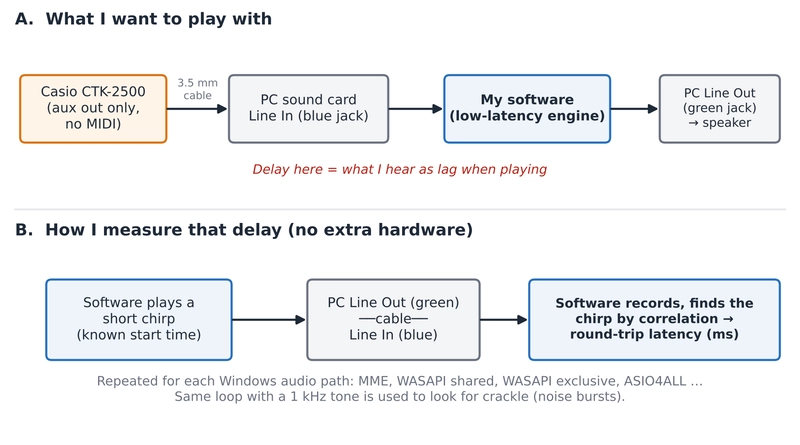 A.  What I want to play with
Casio CTK-2500
(aux out only,
no MIDI)
3.5 mm
cable
PC sound card
Line In (blue jack)
My software
(low-latency engine)
PC Line Out
(green jack)
→ speaker
Delay here = what I hear as lag when playing
B.  How I measure that delay (no extra hardware)
Software plays a
short chirp
(known start time)
PC Line Out (green)
──cable──
Line In (blue)
Software records, finds the
chirp by correlation →
round-trip latency (ms)
Repeated for each Windows audio path: MME, WASAPI shared, WASAPI exclusive, ASIO4ALL …
Same loop with a 1 kHz tone is used to look for crackle (noise bursts).